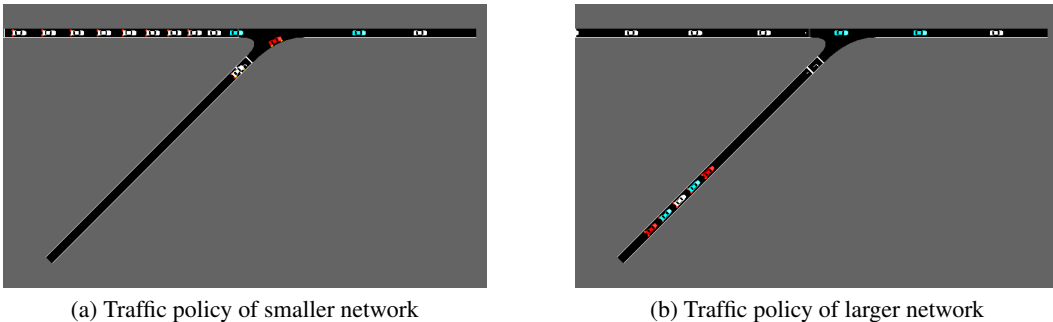 (a) Traffic policy of smaller network
(b) Traffic policy of larger network